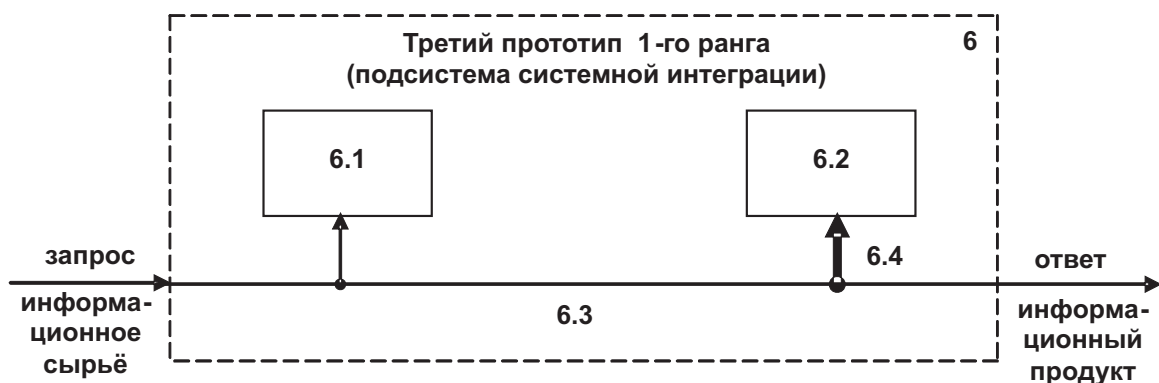 Третий прототип 1-го ранга
6
(подсистема системной интеграции)
6.1
6.2
запрос
6.4
ответ
информа-
ционное
сырьё
6.3
информа-
ционный
продукт